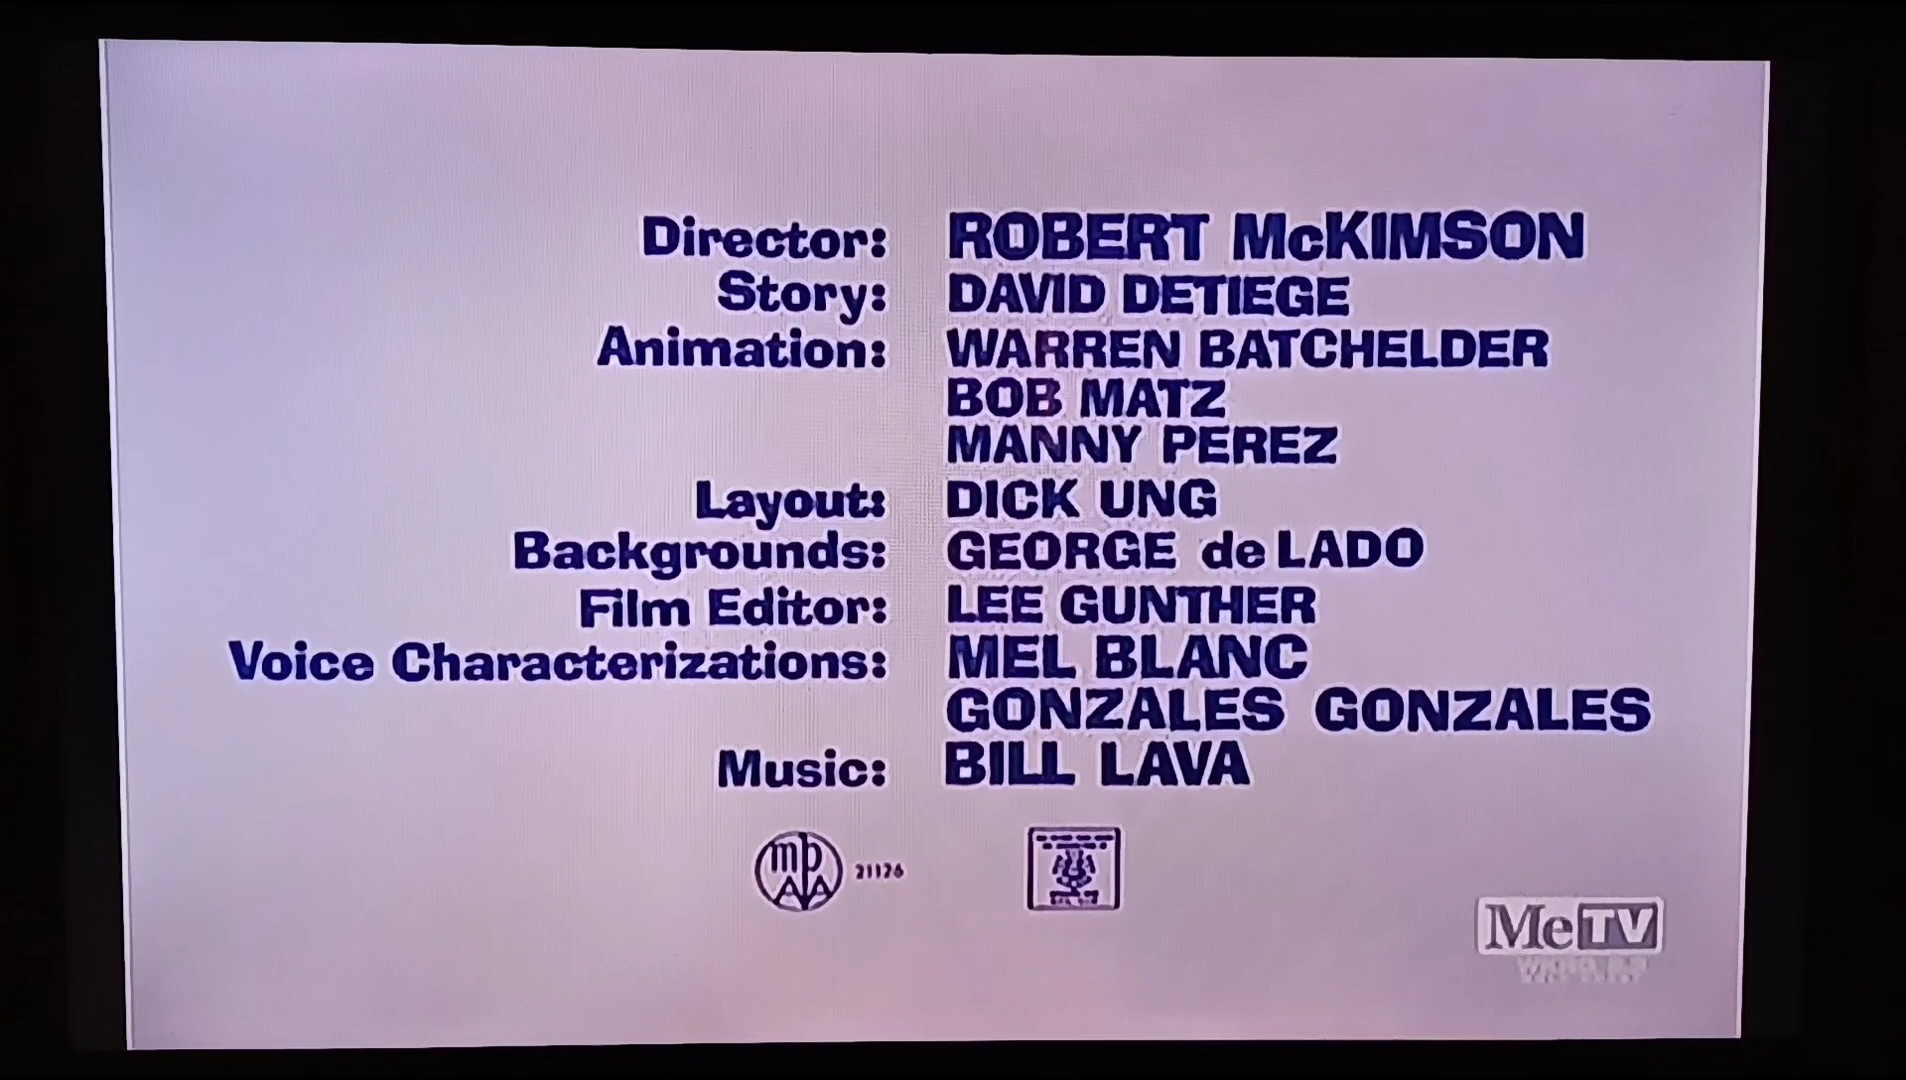 Director: ROBERT McKIMSON
Story: DAVID DETIEGE
Animation: WARREN BATCHELDER
BOB MATZ
MANNY PEREZ
Layout: DICK UNG
Backgrounds: GEORGE de LADO
Film Editor: LEE GUNTHER
Voice Characterizations: MEL BLANC
GONZALES GONZALES
Music: BILL LAVA
mpAA 21126
MeTV